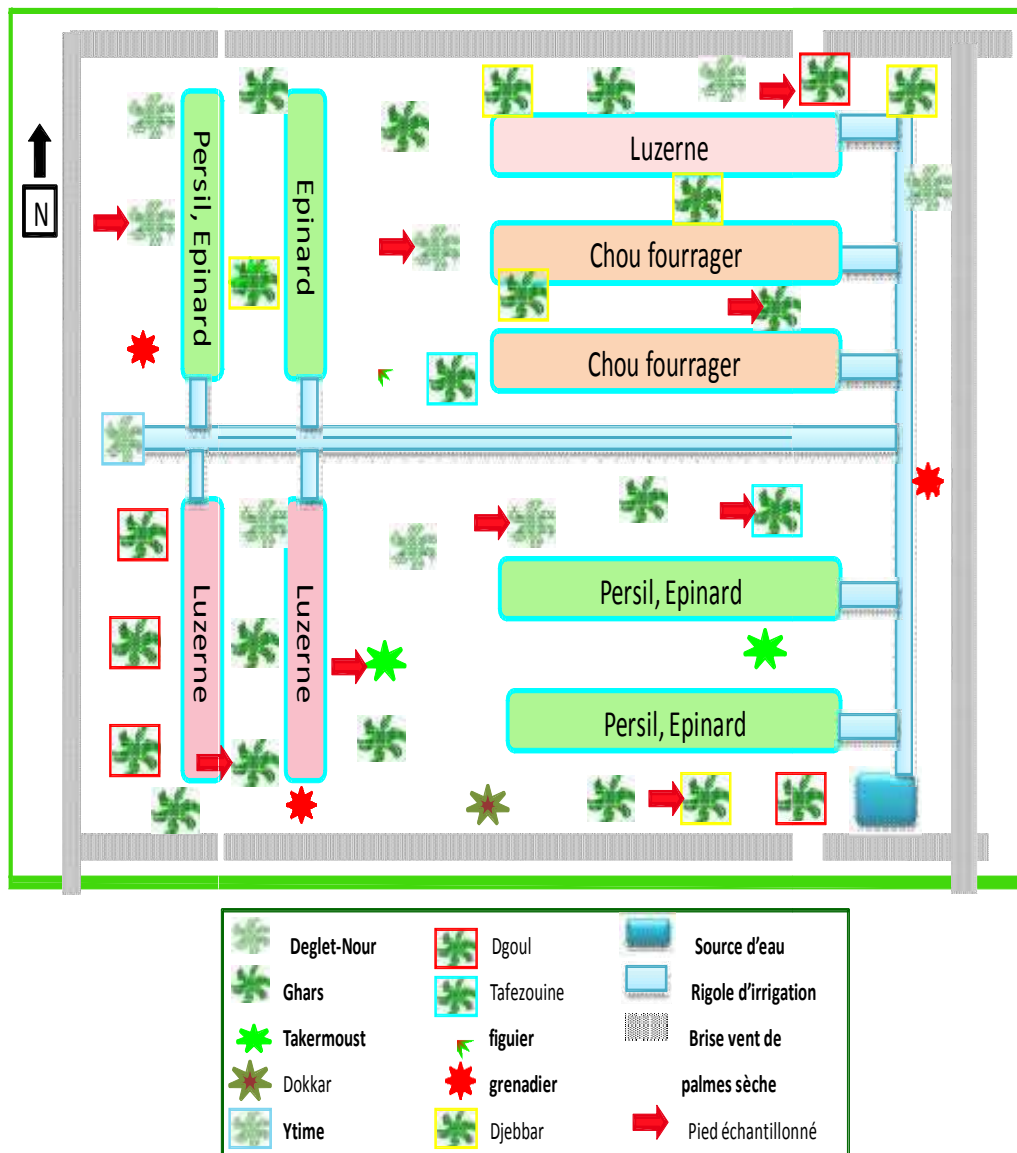 Luzerne
Persil, Epinard
Epinard
N
Chou fourrager
Chou fourrager
Luzerne
Luzerne
Persil, Epinard
Persil, Epinard
Deglet-Nour
Dgoul
Source d'eau
Ghars
Tafezouine
Rigole d'irrigation
Takermoust
figuier
Brise vent de
Dokkar
grenadier
palmes sèche
Ytime
Djebbar
Pied échantillonné